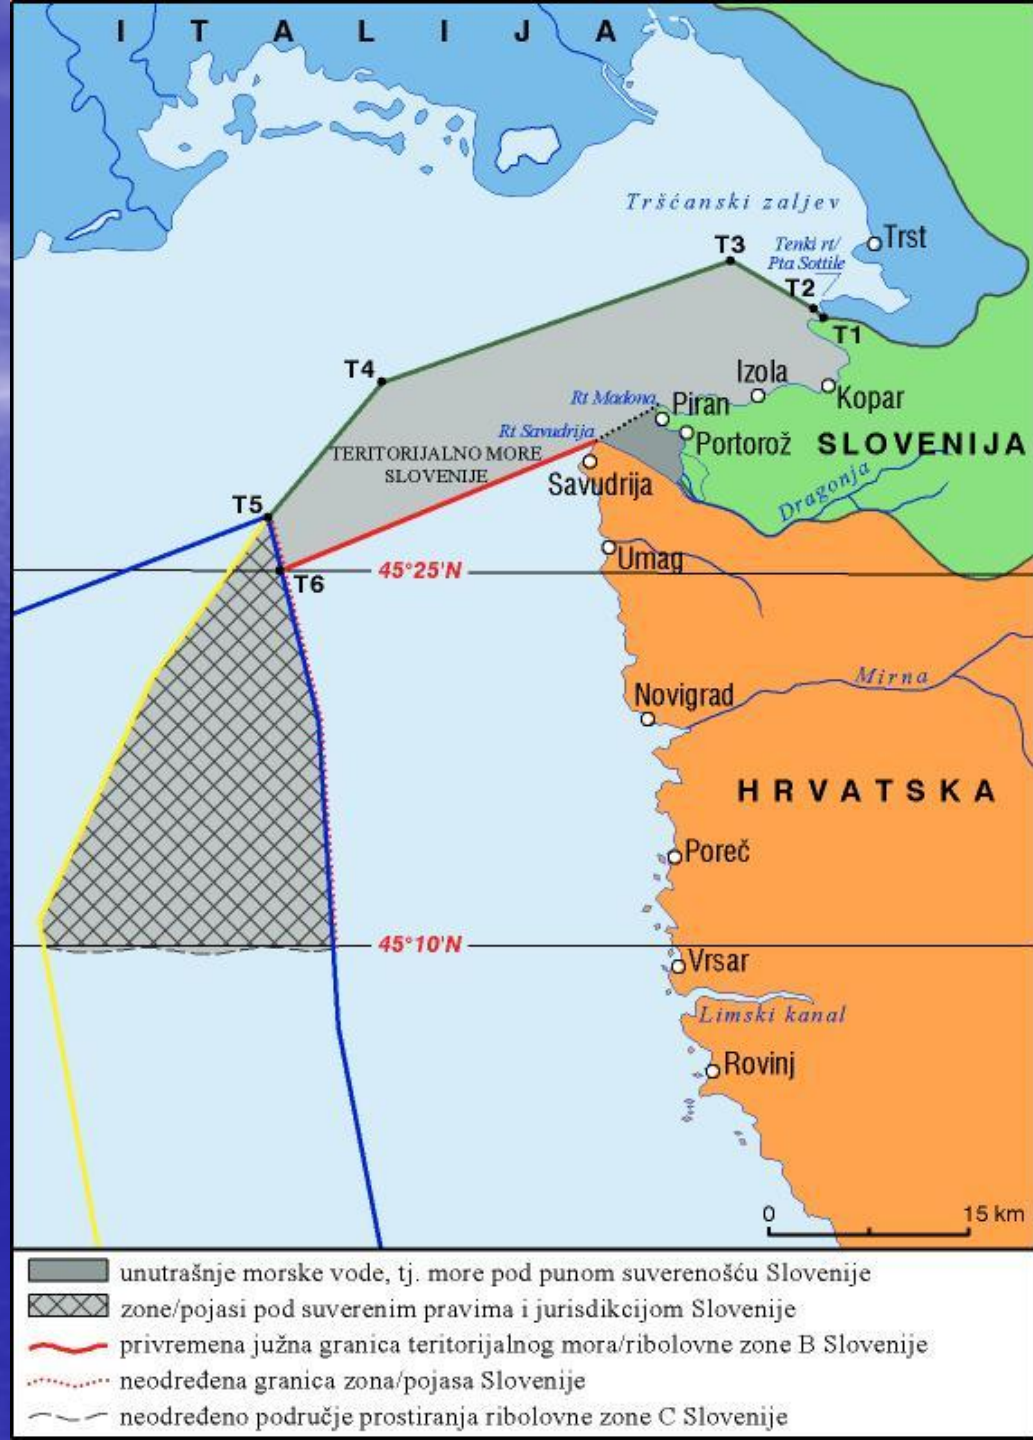 ITALIJA
Tršćanski zaljev
Trst
T3
Tenki rt/
Pta Sottile
T2
T1
T4
Izola
Kopar
Rt Madona
Piran
Rt Savudrija
Portorož
SLOVENIJA
TERITORIJALNO MORE
SLOVENIJE
Savudrija
Dragonja
T5
Umag
45°25'N
T6
Mirna
Novigrad
HRVATSKA
Poreč
45°10'N
Vrsar
Limski kanal
Rovinj
0 15 km
unutrašnje morske vode, tj. more pod punom suverenošću Slovenije
zone/pojasi pod suverenim pravima i jurisdikcijom Slovenije
privremena južna granica teritorijalnog mora/ribolovne zone B Slovenije
neodređena granica zona/pojasa Slovenije
neodređeno područje prostiranja ribolovne zone C Slovenije